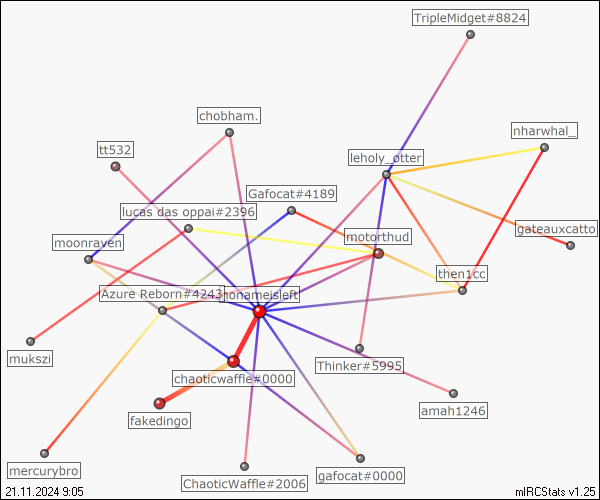 TripleMidget#8824
chobham.
nharwhal_
tt532
leholy_otter
Gafocat#4189
lucas das oppai#2396
gateauxcatto
motorthud
moonraven
then1cc
Azure Reborn#4243
nonameisleft
mukszi
Thinker#5995
chaoticwaffle#0000
amah1246
fakedingo
mercurybro
gafocat#0000
ChaoticWaffle#2006
21.11.2024 9:05
mIRCStats v1.25